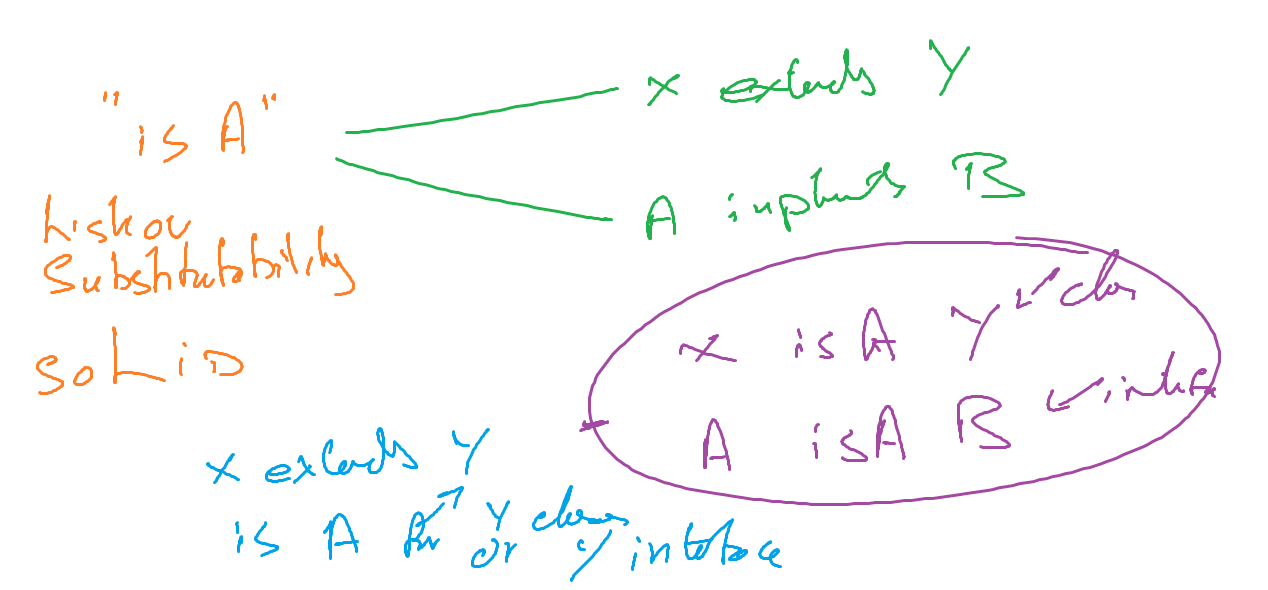 "is A"
x extends Y
A implements B
Liskov
Substitutability
SOLID
x isA Y ↙ class
A isA B ↙ interface
x extends Y
is A for Y class
or Y interface